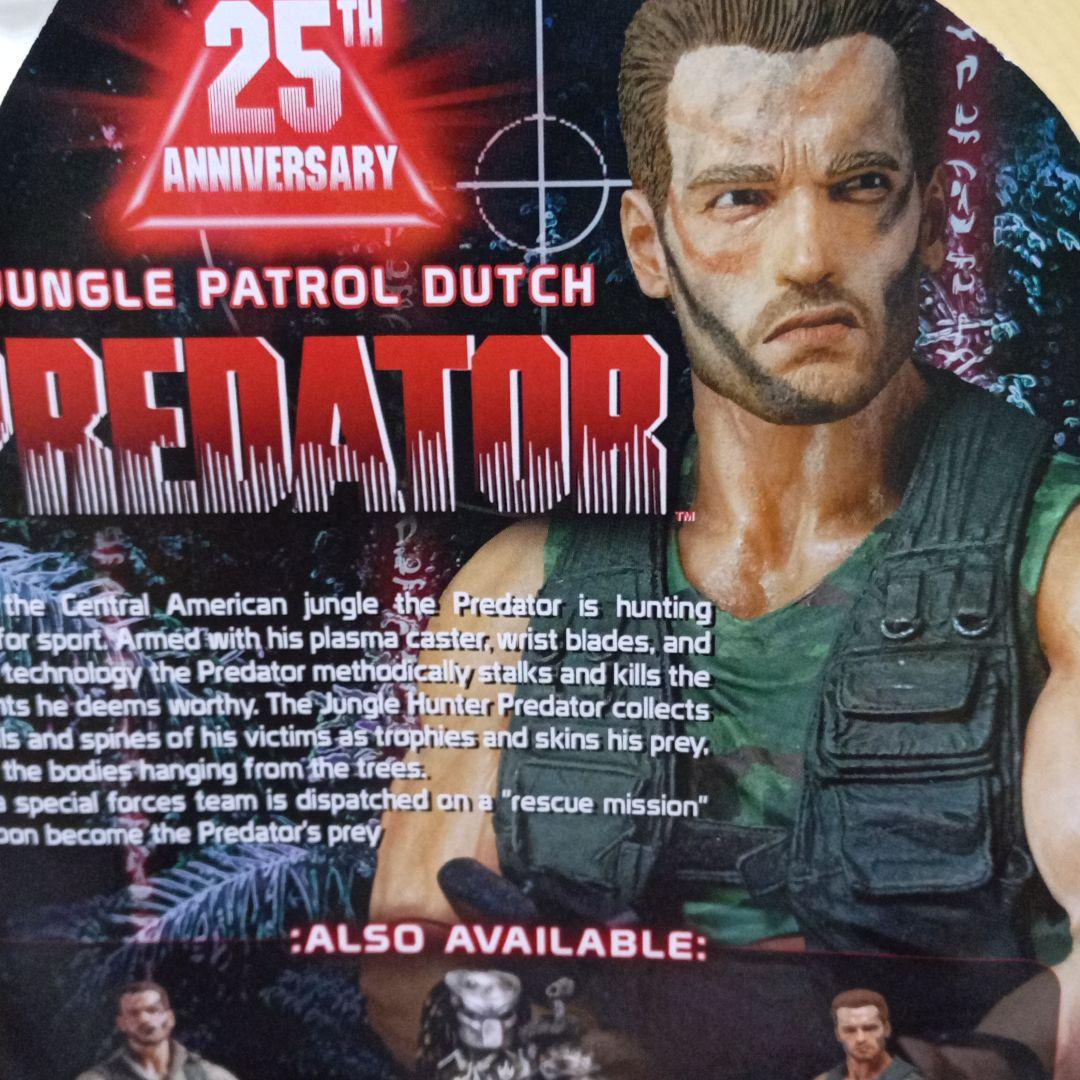 25TH
ANNIVERSARY
JUNGLE PATROL DUTCH
PREDATOR
TM
the Central American jungle the Predator is hunting
for sport. Armed with his plasma caster, wrist blades, and
technology the Predator methodically stalks and kills the
nts he deems worthy. The Jungle Hunter Predator collects
ls and spines of his victims as trophies and skins his prey,
the bodies hanging from the trees.
a special forces team is dispatched on a "rescue mission"
oon become the Predator's prey
:ALSO AVAILABLE: